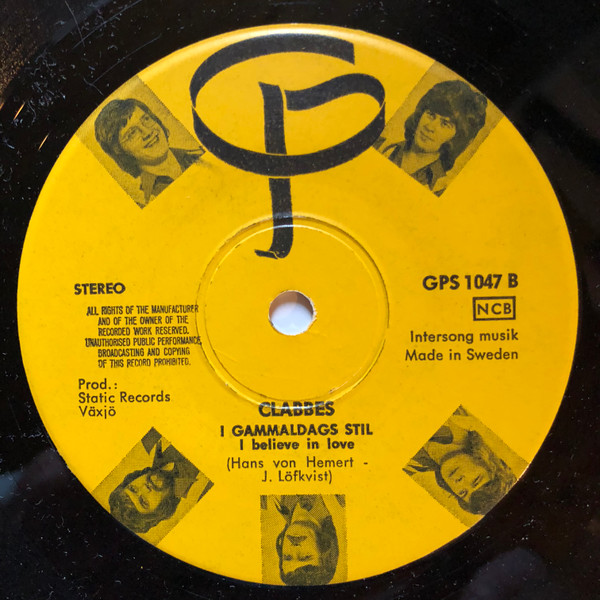 STEREO
GPS 1047 B
NCB
ALL RIGHTS OF THE MANUFACTURER
AND OF THE OWNER OF THE
RECORDED WORK RESERVED.
UNAUTHORISED PUBLIC PERFORMANCE,
BROADCASTING AND COPYING
OF THIS RECORD PROHIBITED.
Intersong musik
Made in Sweden
Prod.:
Static Records
Växjö
CLABBES
I GAMMALDAGS STIL
I believe in love
(Hans von Hemert -
J. Löfkvist)